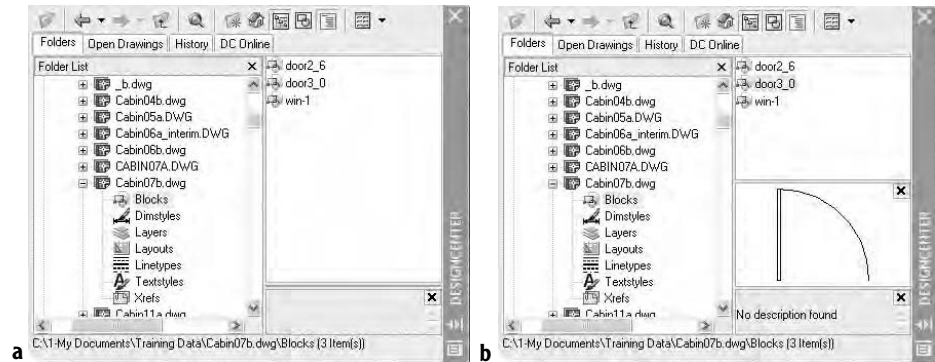 Folders Open Drawings History DC Online
Folder List
_b.dwg
Cabin04b.dwg
Cabin05a.DWG
Cabin06a_interim.DWG
Cabin06b.dwg
CABIN07A.DWG
Cabin07b.dwg
Blocks
Dimstyles
Layers
Layouts
Linetypes
Textstyles
Xrefs
Cabin11a.dwg
door2_6
door3_0
win-1
DESIGNCENTER
C:\1-My Documents\Training Data\Cabin07b.dwg\Blocks (3 Item(s))
a
Folders Open Drawings History DC Online
Folder List
_b.dwg
Cabin04b.dwg
Cabin05a.DWG
Cabin06a_interim.DWG
Cabin06b.dwg
CABIN07A.DWG
Cabin07b.dwg
Blocks
Dimstyles
Layers
Layouts
Linetypes
Textstyles
Xrefs
Cabin11a.dwg
door2_6
door3_0
win-1
No description found
DESIGNCENTER
C:\1-My Documents\Training Data\Cabin07b.dwg\Blocks (3 Item(s))
b